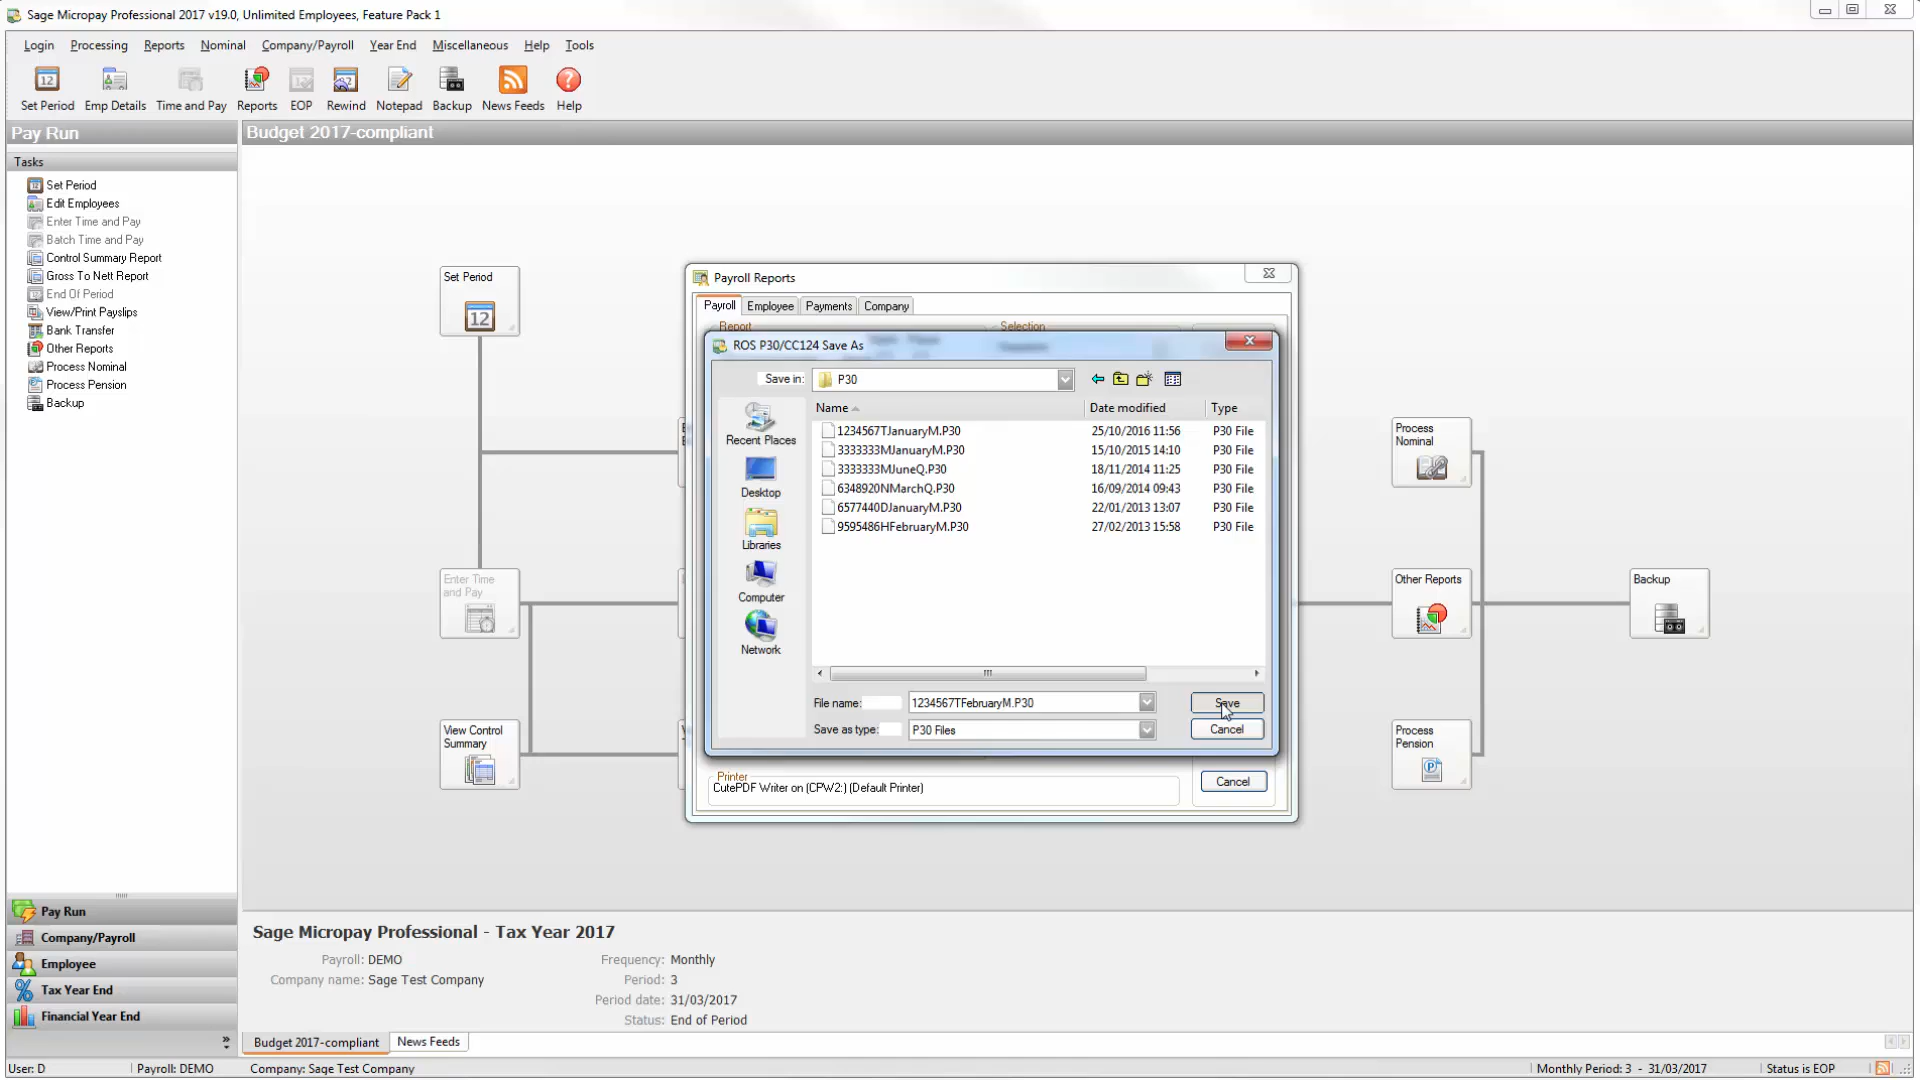 Sage Micropay Professional 2017 v19.0, Unlimited Employees, Feature Pack 1
Login Processing Reports Nominal Company/Payroll Year End Miscellaneous Help Tools
Set Period Emp Details Time and Pay Reports EOP Rewind Notepad Backup News Feeds Help
Pay Run
Budget 2017-compliant
Tasks
Set Period
Edit Employees
Enter Time and Pay
Batch Time and Pay
Control Summary Report
Gross To Nett Report
End Of Period
View/Print Payslips
Bank Transfer
Other Reports
Process Nominal
Process Pension
Backup
Set Period
12
Enter Time
and Pay
View Control
Summary
Payroll Reports
Payroll Employee Payments Company
Report Selection
ROS P30/CC124 Save As
Save in: P30
Recent Places
Desktop
Libraries
Computer
Network
Name Date modified Type
1234567TJanuaryM.P30 25/10/2016 11:56 P30 File
3333333MJanuaryM.P30 15/10/2015 14:10 P30 File
3333333MJuneQ.P30 18/11/2014 11:25 P30 File
6348920NMarchQ.P30 16/09/2014 09:43 P30 File
6577440DJanuaryM.P30 22/01/2013 13:07 P30 File
9595486HFebruaryM.P30 27/02/2013 15:58 P30 File
File name: 1234567TFebruaryM.P30 Save
Save as type: P30 Files Cancel
Printer
CutePDF Writer on (CPW2:) (Default Printer)
Cancel
Process
Nominal
Other Reports
Process
Pension
Backup
Pay Run
Company/Payroll
Employee
Tax Year End
Financial Year End
Sage Micropay Professional - Tax Year 2017
Payroll: DEMO Frequency: Monthly
Company name: Sage Test Company Period: 3
Period date: 31/03/2017
Status: End of Period
Budget 2017-compliant News Feeds
User: D Payroll: DEMO Company: Sage Test Company Monthly Period: 3 - 31/03/2017 Status is EOP